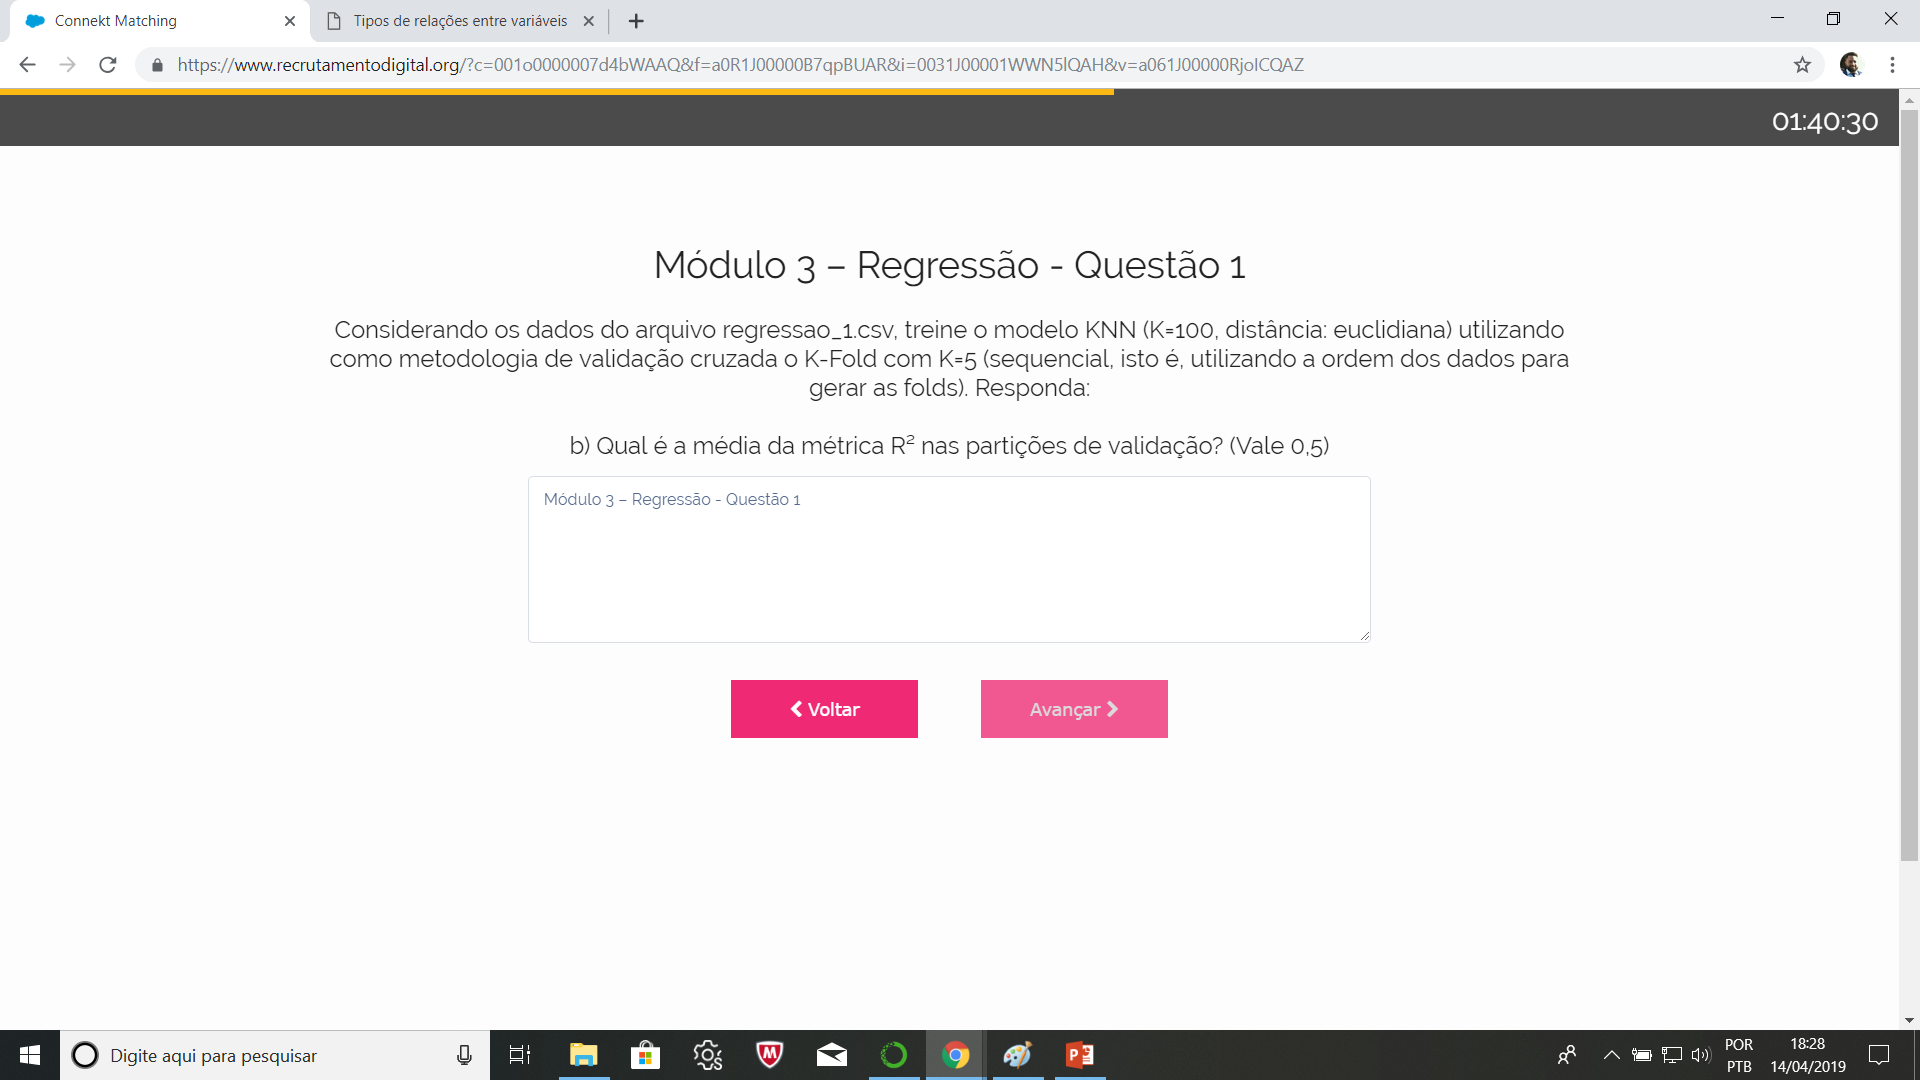 Connekt Matching
Tipos de relações entre variáveis
https://www.recrutamentodigital.org/?c=001o0000007d4bWAAQ&f=a0R1J00000B7qpBUAR&i=0031J00001WWN5lQAH&v=a061J00000RjoICQAZ
01:40:30
Módulo 3 – Regressão - Questão 1
Considerando os dados do arquivo regressao_1.csv, treine o modelo KNN (K=100, distância: euclidiana) utilizando
como metodologia de validação cruzada o K-Fold com K=5 (sequencial, isto é, utilizando a ordem dos dados para
gerar as folds). Responda:
b) Qual é a média da métrica R² nas partições de validação? (Vale 0,5)
Módulo 3 – Regressão - Questão 1
Voltar
Avançar
Digite aqui para pesquisar
POR
PTB
18:28
14/04/2019